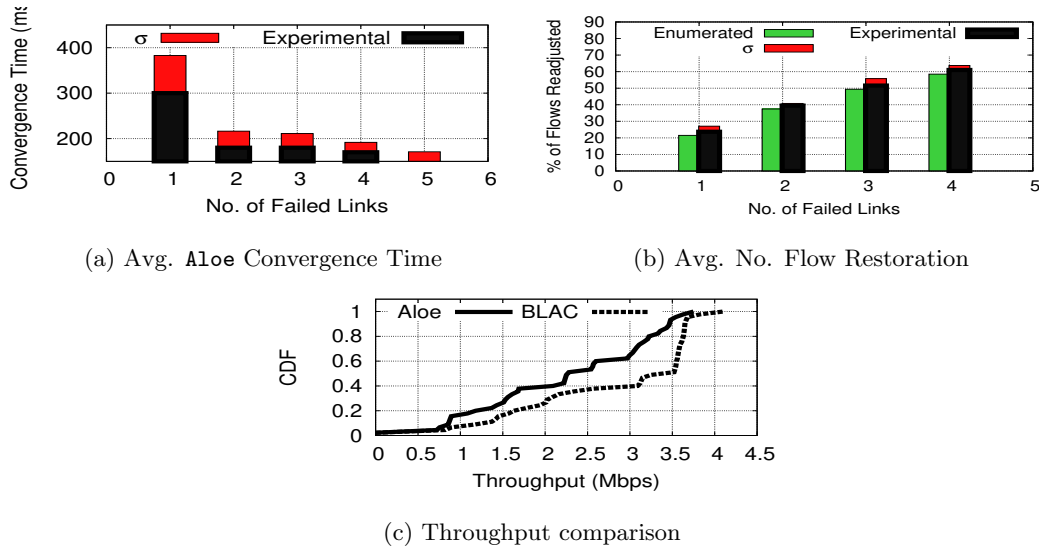 Convergence Time (ms
400
300
200
σ
Experimental
0 1 2 3 4 5 6
No. of Failed Links
(a) Avg. Aloe Convergence Time
% of Flows Readjusted
90
80
70
60
50
40
30
20
10
0
Enumerated
σ
Experimental
0 1 2 3 4 5
No. of Failed Links
(b) Avg. No. Flow Restoration
CDF
1
0.8
0.6
0.4
0.2
0
Aloe
BLAC
0 0.5 1 1.5 2 2.5 3 3.5 4 4.5
Throughput (Mbps)
(c) Throughput comparison